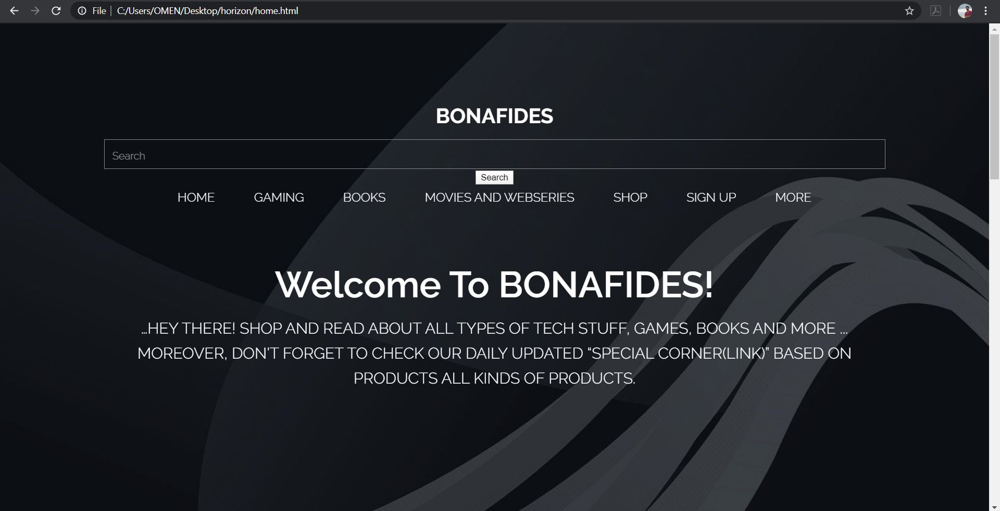 File | C:/Users/OMEN/Desktop/horizon/home.html
BONAFIDES
Search
Search
HOME GAMING BOOKS MOVIES AND WEBSERIES SHOP SIGN UP MORE
Welcome To BONAFIDES!
...HEY THERE! SHOP AND READ ABOUT ALL TYPES OF TECH STUFF, GAMES, BOOKS AND MORE ...
MOREOVER, DON'T FORGET TO CHECK OUR DAILY UPDATED “SPECIAL CORNER(LINK)” BASED ON
PRODUCTS ALL KINDS OF PRODUCTS.